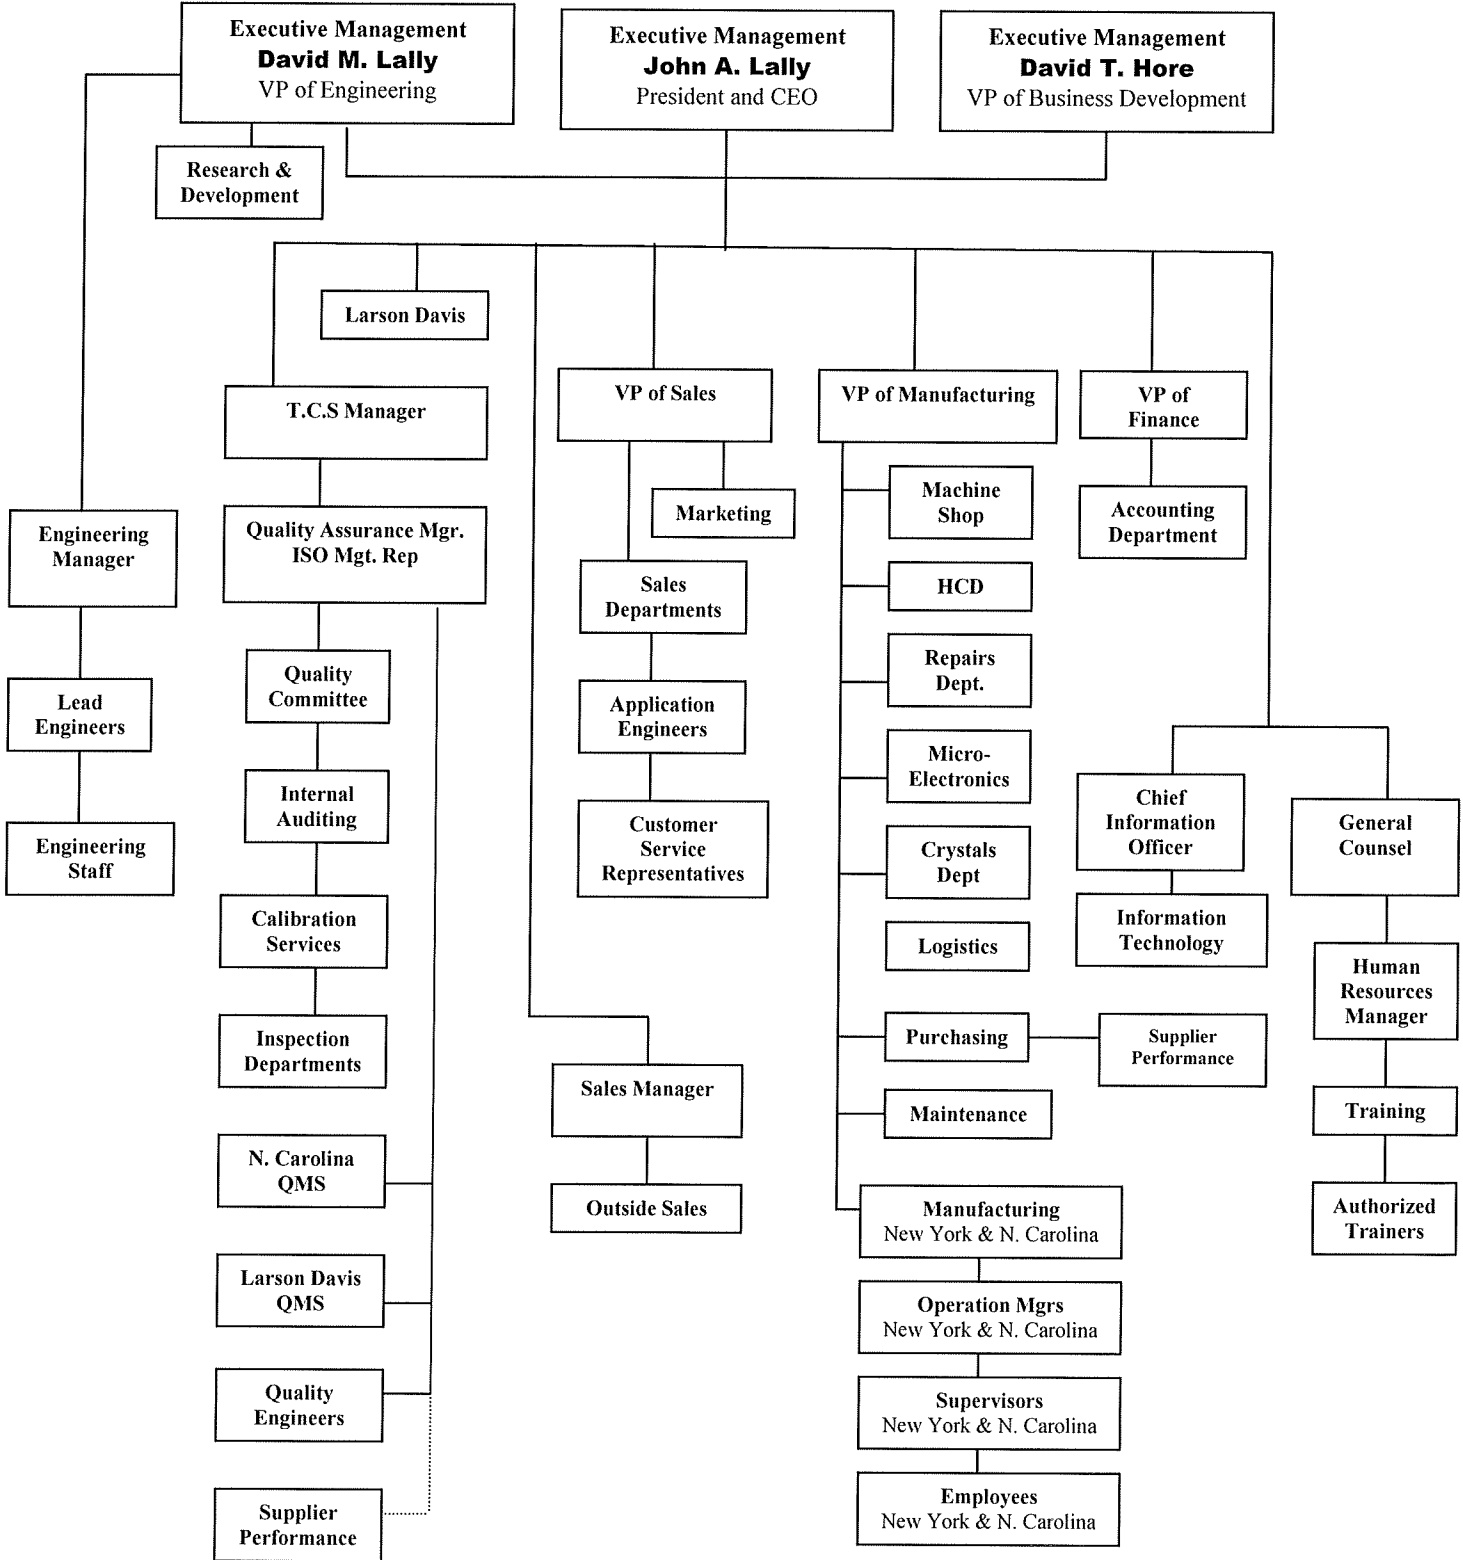 Executive Management
David M. Lally
VP of Engineering
Executive Management
John A. Lally
President and CEO
Executive Management
David T. Hore
VP of Business Development
Research &
Development
Larson Davis
T.C.S Manager
VP of Sales
VP of Manufacturing
VP of
Finance
Engineering
Manager
Quality Assurance Mgr.
ISO Mgt. Rep
Marketing
Machine
Shop
Accounting
Department
Sales
Departments
HCD
Lead
Engineers
Quality
Committee
Application
Engineers
Repairs
Dept.
Micro-
Electronics
Engineering
Staff
Internal
Auditing
Customer
Service
Representatives
Crystals
Dept
Chief
Information
Officer
General
Counsel
Calibration
Services
Logistics
Information
Technology
Human
Resources
Manager
Inspection
Departments
Sales Manager
Purchasing
Supplier
Performance
Maintenance
Training
N. Carolina
QMS
Outside Sales
Manufacturing
New York & N. Carolina
Authorized
Trainers
Larson Davis
QMS
Operation Mgrs
New York & N. Carolina
Quality
Engineers
Supervisors
New York & N. Carolina
Supplier
Performance
Employees
New York & N. Carolina